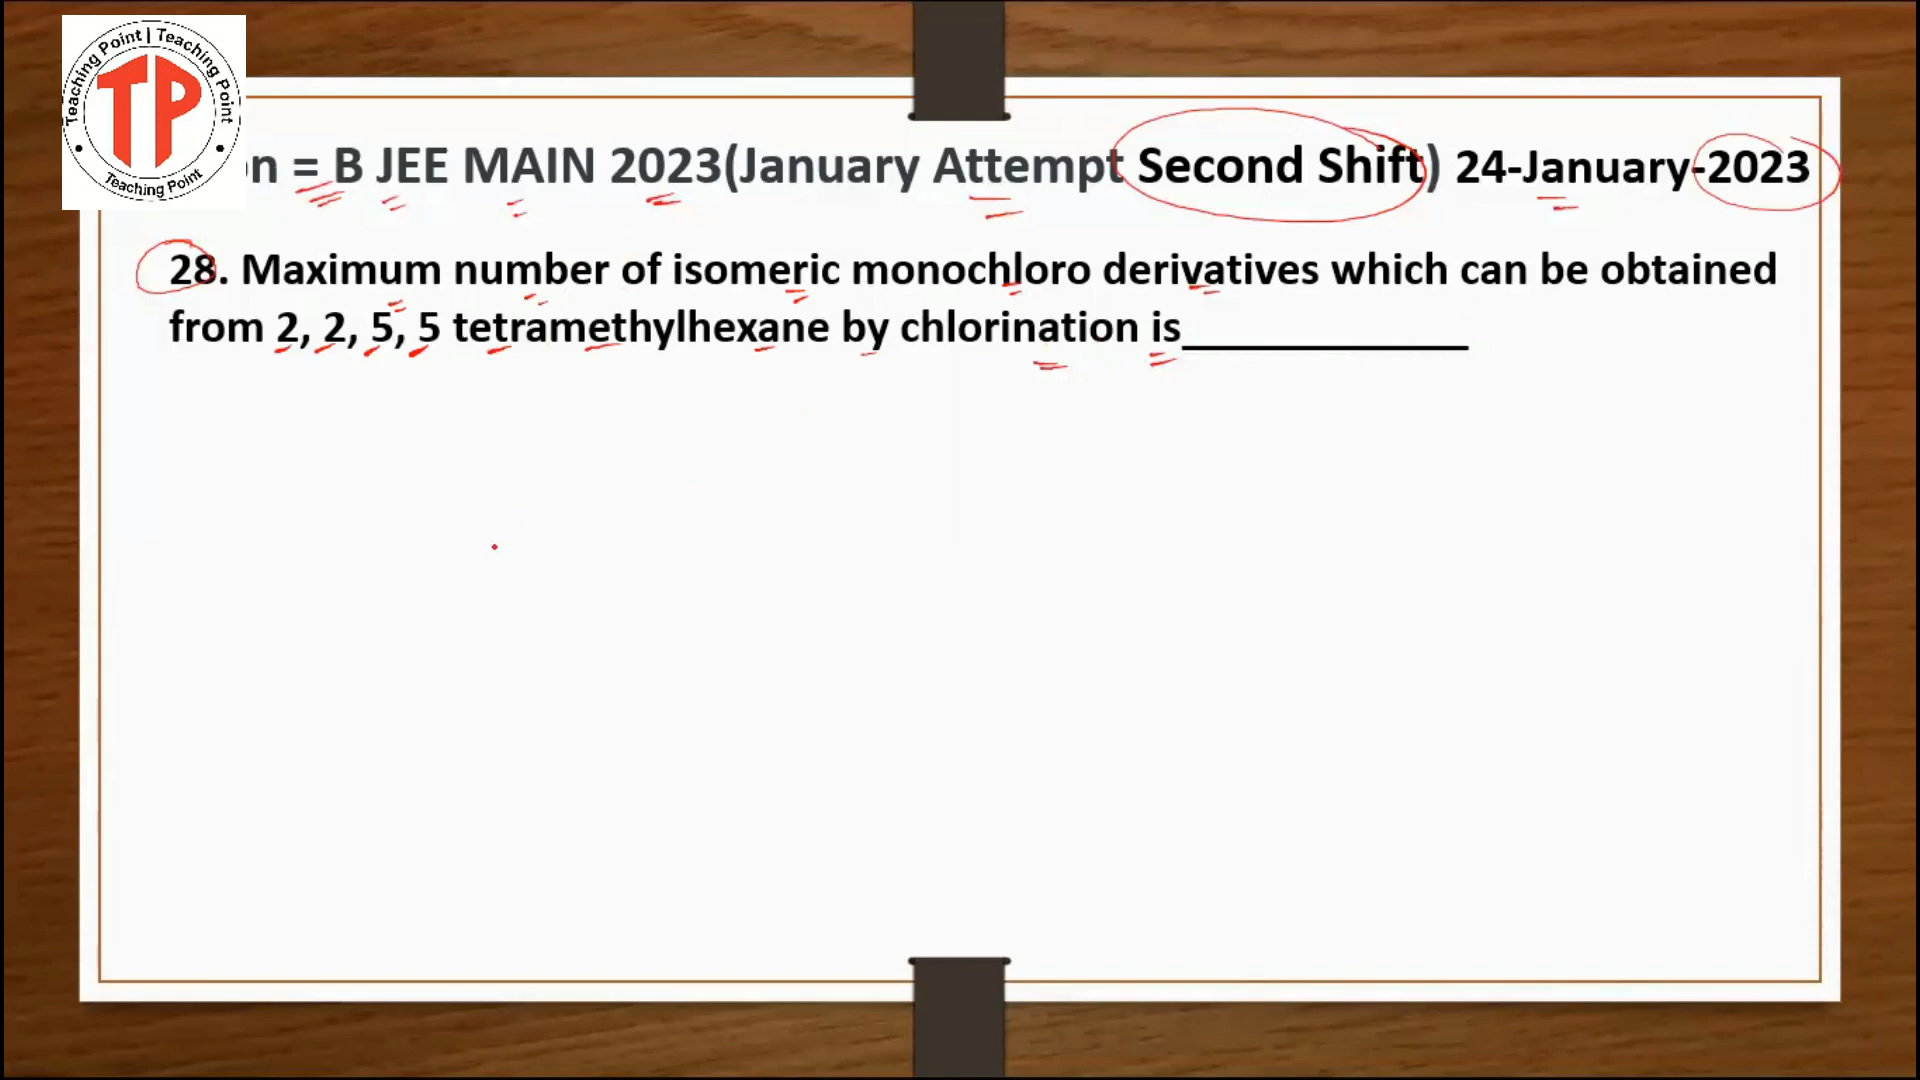 Teaching Point | Teaching Point
TP
Teaching Point
n = B JEE MAIN 2023(January Attempt Second Shift) 24-January-2023
28. Maximum number of isomeric monochloro derivatives which can be obtained
from 2, 2, 5, 5 tetramethylhexane by chlorination is____________